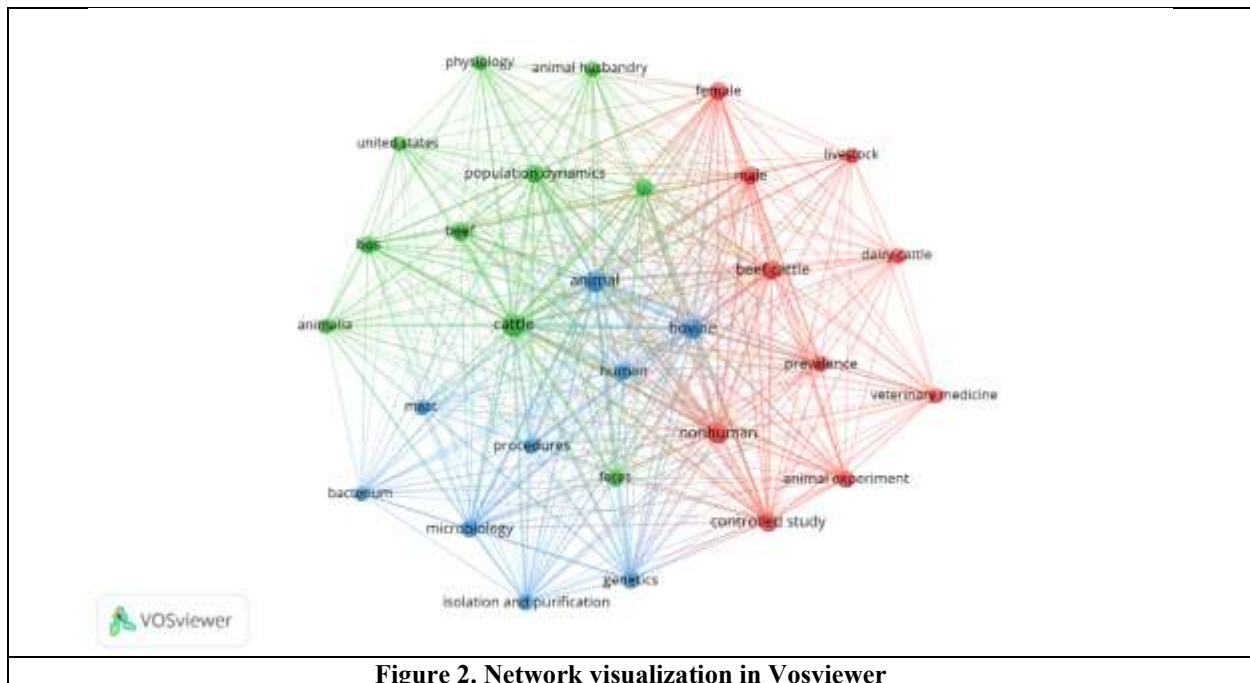 physiology
animal husbandry
female
united states
livestock
population dynamics
male
beef
bos
dairy cattle
beef cattle
animal
animalia
cattle
bovine
prevalence
human
veterinary medicine
meat
nonhuman
procedures
feces
animal experiment
bacterium
controlled study
microbiology
genetics
isolation and purification
VOSviewer
Figure 2. Network visualization in Vosviewer